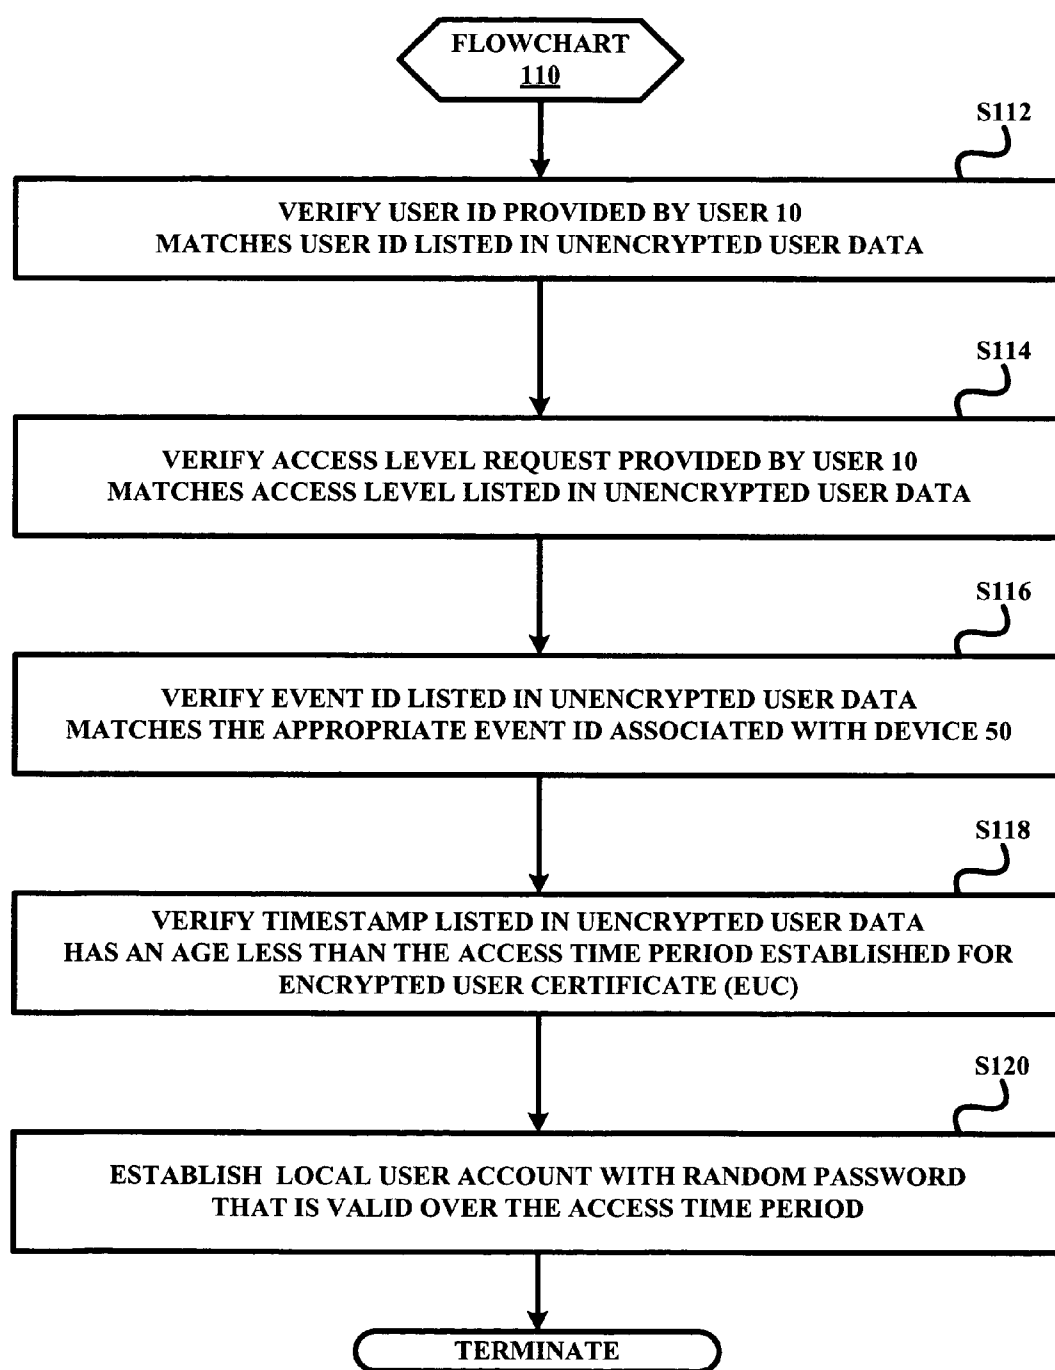 FLOWCHART
110
S112
VERIFY USER ID PROVIDED BY USER 10
MATCHES USER ID LISTED IN UNENCRYPTED USER DATA
S114
VERIFY ACCESS LEVEL REQUEST PROVIDED BY USER 10
MATCHES ACCESS LEVEL LISTED IN UNENCRYPTED USER DATA
S116
VERIFY EVENT ID LISTED IN UNENCRYPTED USER DATA
MATCHES THE APPROPRIATE EVENT ID ASSOCIATED WITH DEVICE 50
S118
VERIFY TIMESTAMP LISTED IN UENCRYPTED USER DATA
HAS AN AGE LESS THAN THE ACCESS TIME PERIOD ESTABLISHED FOR
ENCRYPTED USER CERTIFICATE (EUC)
S120
ESTABLISH LOCAL USER ACCOUNT WITH RANDOM PASSWORD
THAT IS VALID OVER THE ACCESS TIME PERIOD
TERMINATE